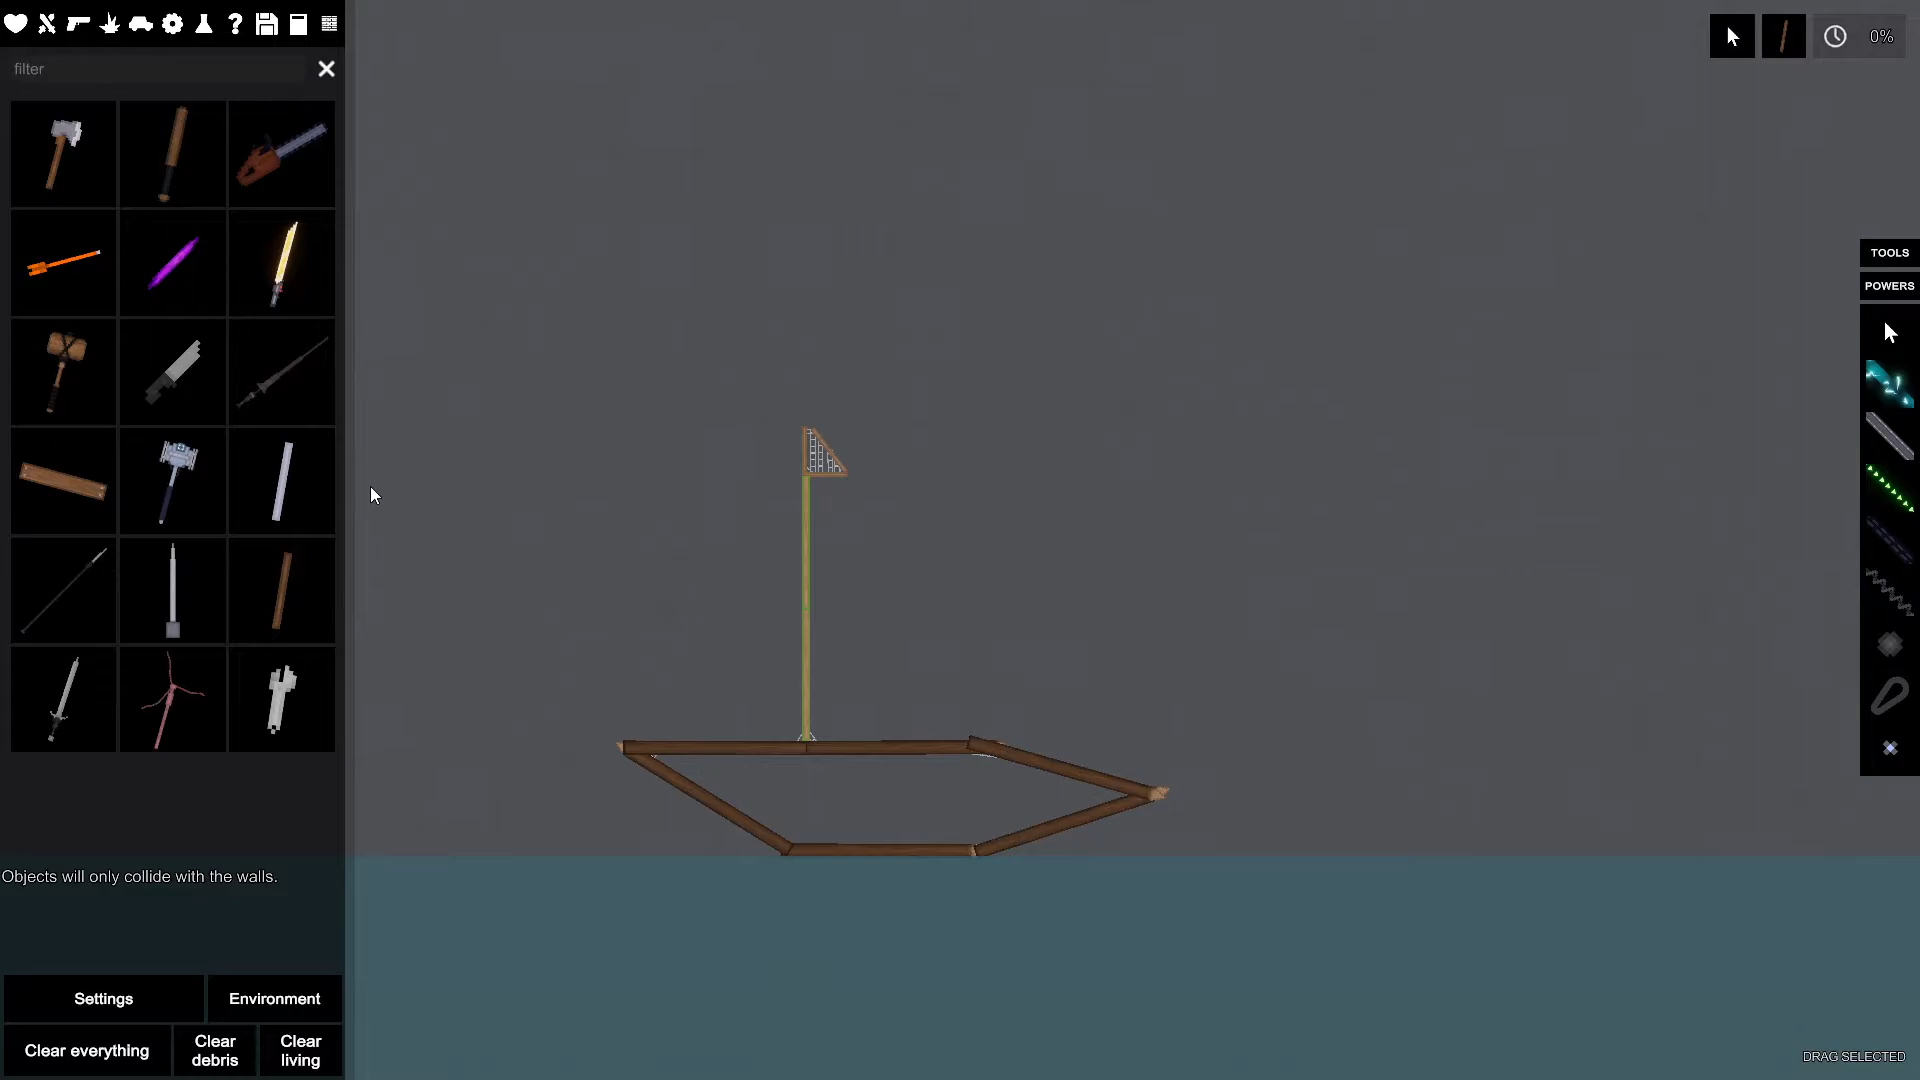 filter
0%
TOOLS
POWERS
Objects will only collide with the walls.
Settings
Environment
Clear everything
Clear
debris
Clear
living
DRAG SELECTED